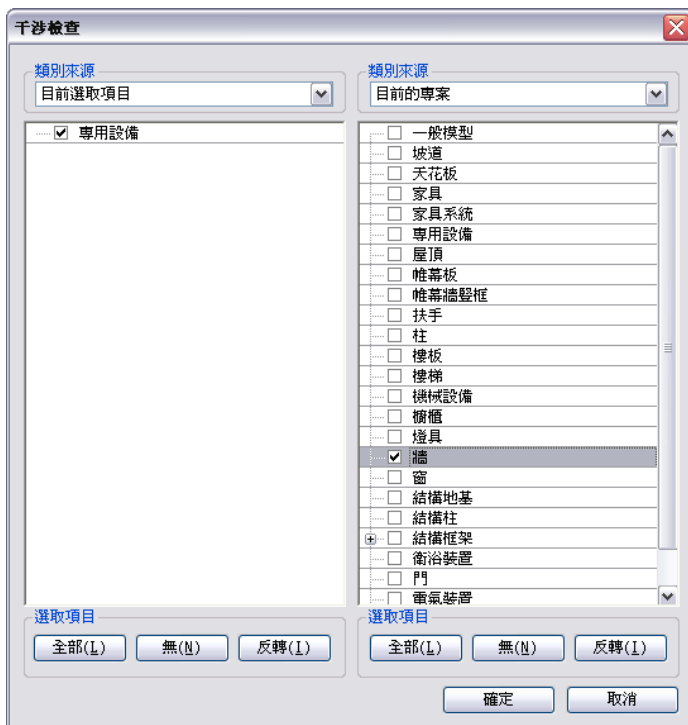 干涉檢查
類別來源
目前選取項目
專用設備
選取項目
全部(L)
無(N)
反轉(I)
類別來源
目前的專案
一般模型
坡道
天花板
家具
家具系統
專用設備
屋頂
帷幕板
帷幕牆豎框
扶手
柱
樓板
樓梯
機械設備
櫥櫃
燈具
牆
窗
結構地基
結構柱
結構框架
衛浴裝置
門
電氣裝置
選取項目
全部(L)
無(N)
反轉(I)
確定
取消